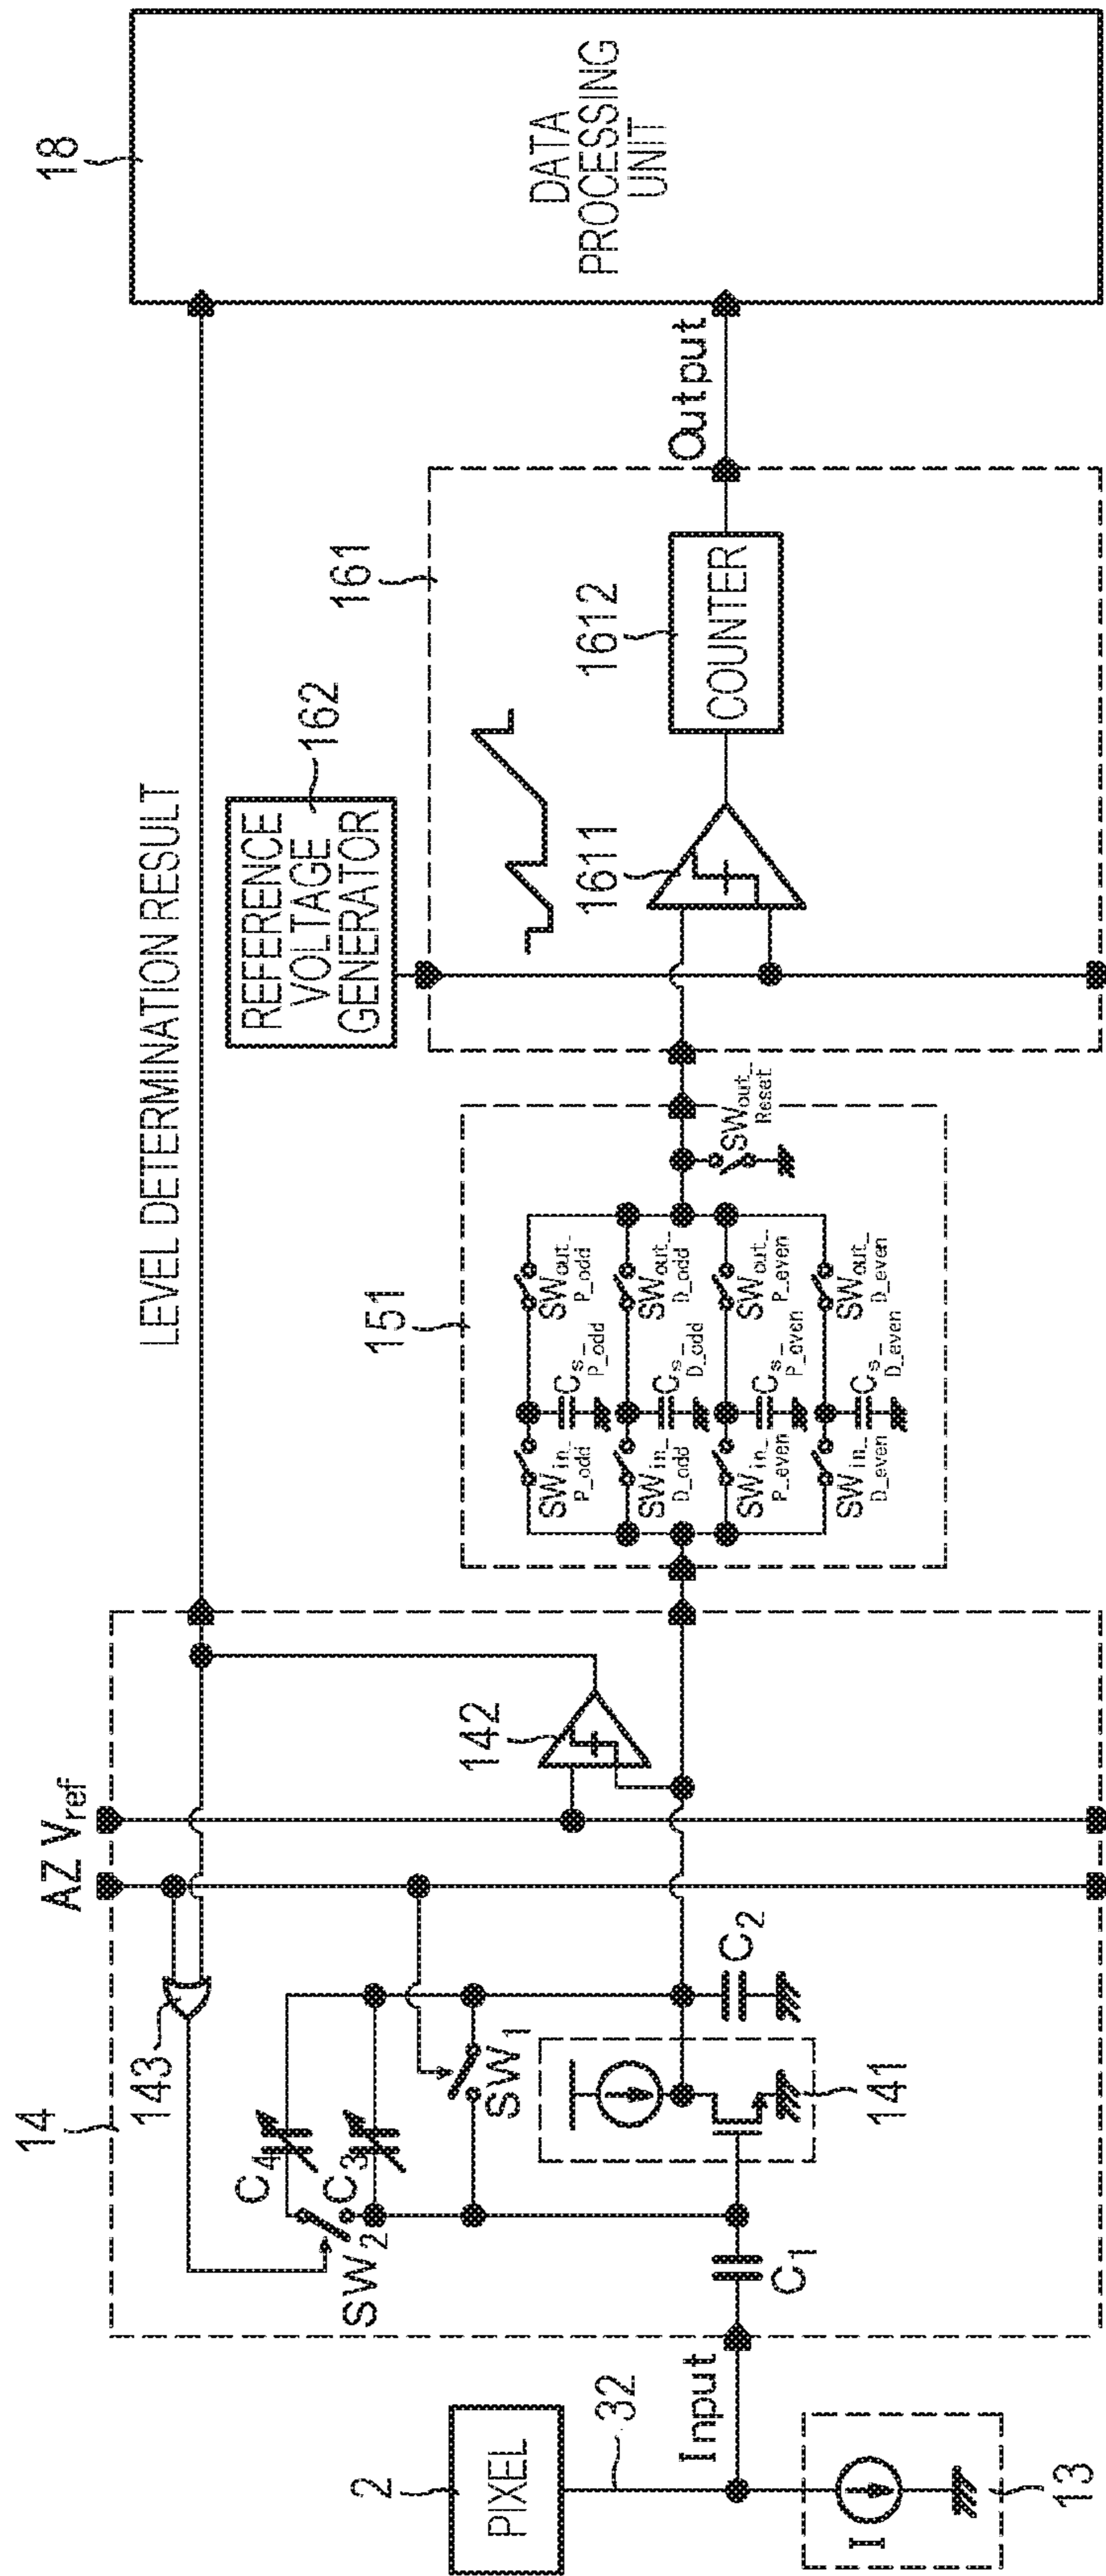 2
PIXEL
32
Input
I
13
14
143
AZ Vref
C4
SW2
C3
SW1
C1
C2
141
142
LEVEL DETERMINATION RESULT
151
SWin_P_odd
Cs_P_odd
SWout_P_odd
SWin_D_odd
Cs_D_odd
SWout_D_odd
SWin_P_even
Cs_P_even
SWout_P_even
SWin_D_even
Cs_D_even
SWout_D_even
SWout_Reset
REFERENCE
VOLTAGE
GENERATOR
162
161
1611
1612
COUNTER
Output
18
DATA
PROCESSING
UNIT